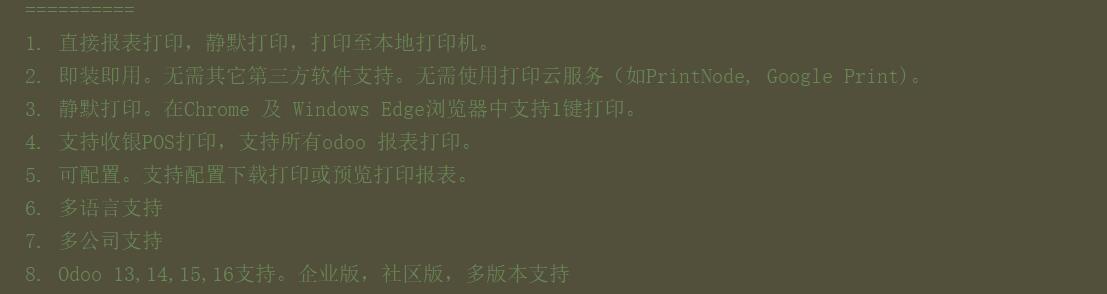 ==========
1. 直接报表打印，静默打印，打印至本地打印机。
2. 即装即用。无需其它第三方软件支持。无需使用打印云服务（如PrintNode, Google Print)。
3. 静默打印。在Chrome 及 Windows Edge浏览器中支持1键打印。
4. 支持收银POS打印，支持所有odoo 报表打印。
5. 可配置。支持配置下载打印或预览打印报表。
6. 多语言支持
7. 多公司支持
8. Odoo 13,14,15,16支持。企业版，社区版，多版本支持